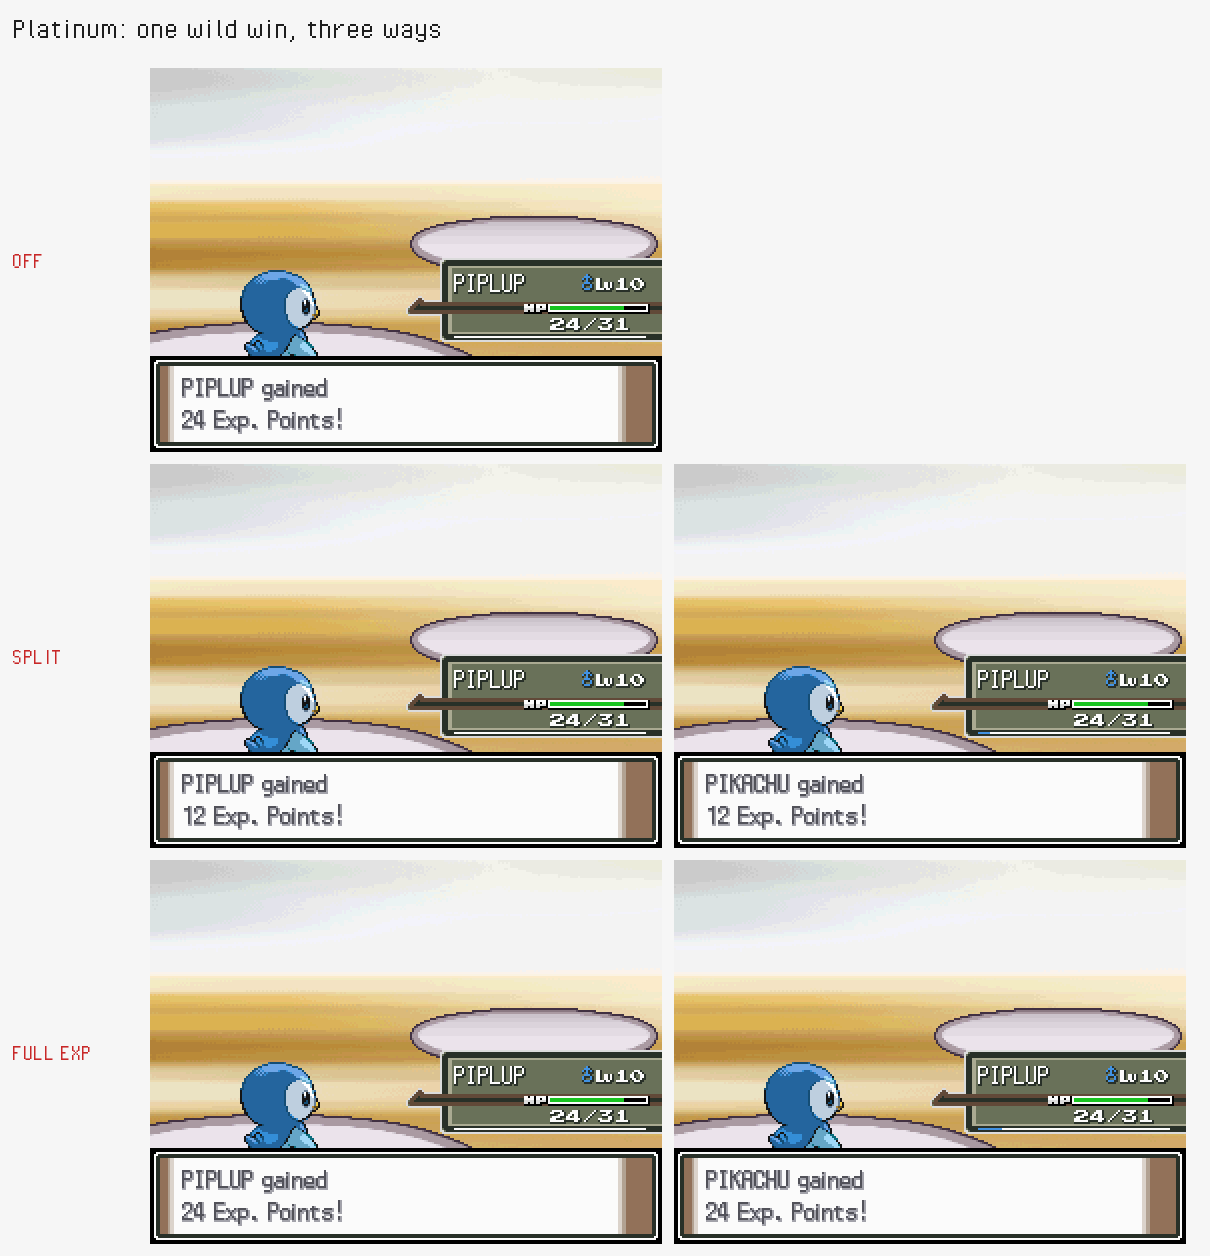 Platinum: one wild win, three ways
OFF
PIPLUP ♂Lv10
HP
24/31
PIPLUP gained
24 Exp. Points!
SPLIT
PIPLUP ♂Lv10
HP
24/31
PIPLUP gained
12 Exp. Points!
PIPLUP ♂Lv10
HP
24/31
PIKACHU gained
12 Exp. Points!
FULL EXP
PIPLUP ♂Lv10
HP
24/31
PIPLUP gained
24 Exp. Points!
PIPLUP ♂Lv10
HP
24/31
PIKACHU gained
24 Exp. Points!